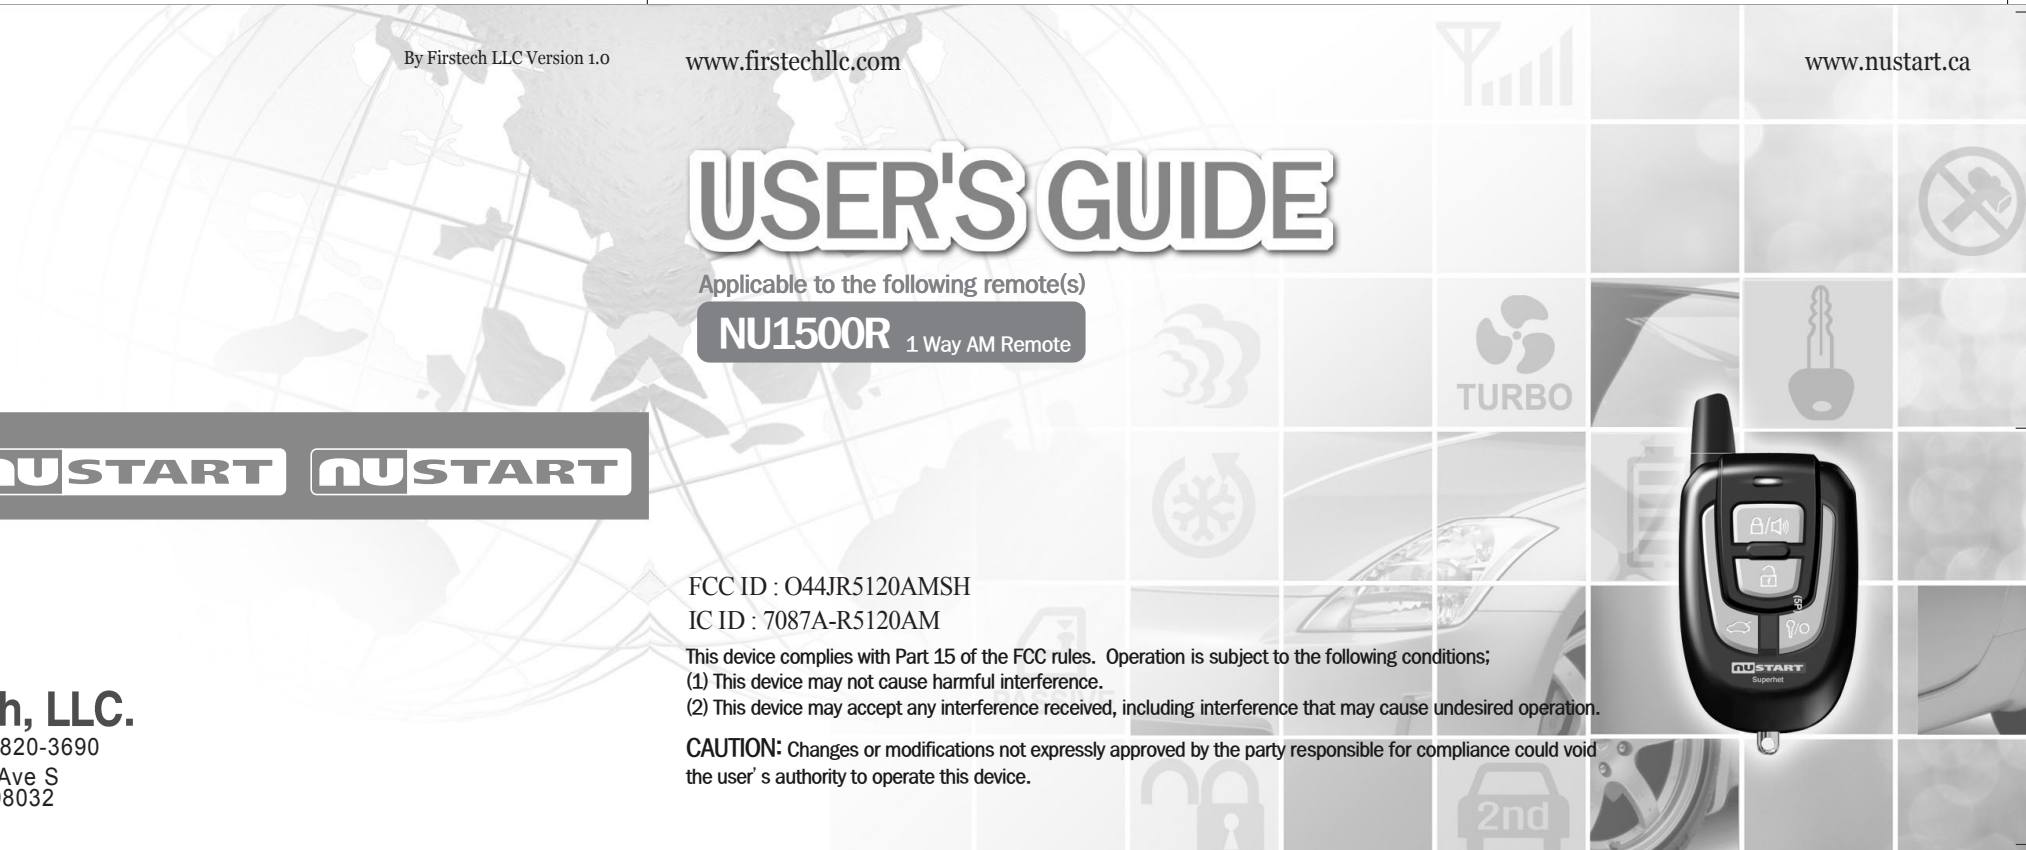 By Firstech LLC Version 1.0
www.firstechllc.com
www.nustart.ca
USER'S GUIDE
Applicable to the following remote(s)
NU1500R 1 Way AM Remote
TURBO
nuSTART nuSTART
FCC ID : O44JR5120AMSH
IC ID : 7087A-R5120AM
This device complies with Part 15 of the FCC rules. Operation is subject to the following conditions;
(1) This device may not cause harmful interference.
PASSIVE
(2) This device may accept any interference received, including interference that may cause undesired operation.
CAUTION: Changes or modifications not expressly approved by the party responsible for compliance could void
the user's authority to operate this device.
nuSTART
Superhet
h, LLC.
820-3690
Ave S
98032
2nd